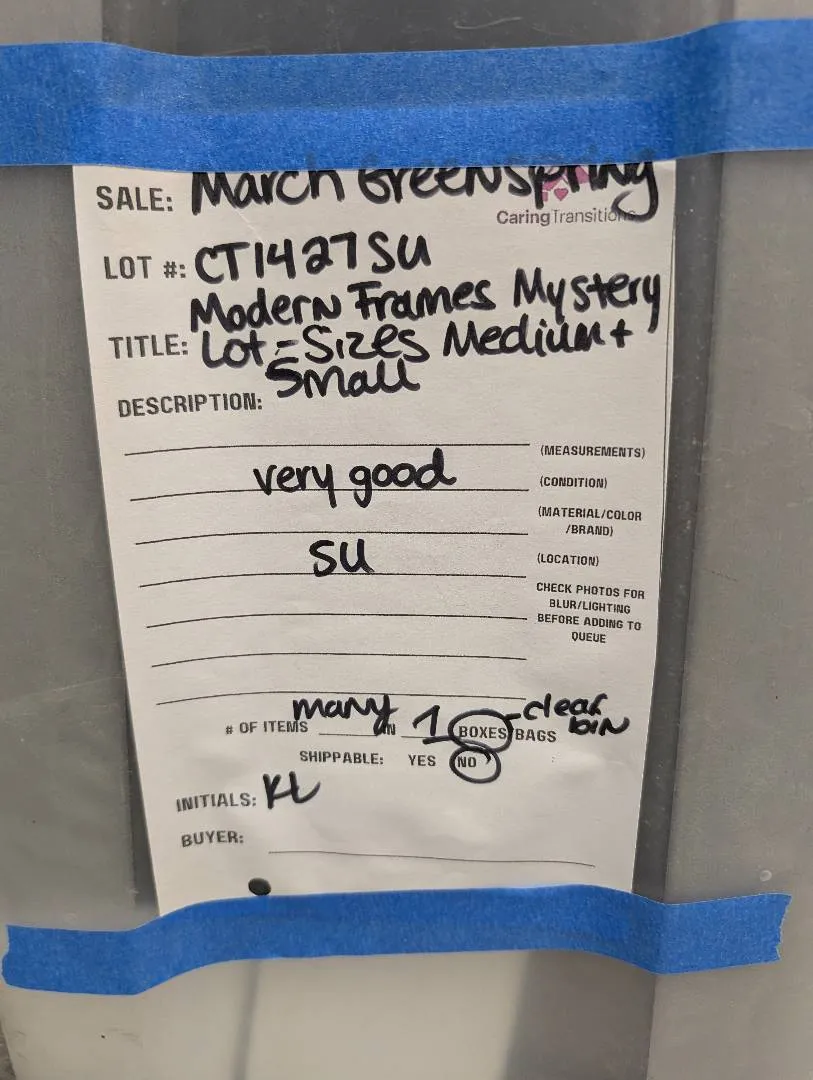 SALE: March Greenspring
Caring Transitions
LOT #: CT1427SU
Modern Frames Mystery
TITLE: Lot - Sizes Medium +
Small
DESCRIPTION:
(MEASUREMENTS)
very good (CONDITION)
(MATERIAL/COLOR
/BRAND)
SU (LOCATION)
CHECK PHOTOS FOR
BLUR/LIGHTING
BEFORE ADDING TO
QUEUE
# OF ITEMS many IN 1 BOXES/BAGS - clear
bin
SHIPPABLE: YES NO
INITIALS: KL
BUYER: